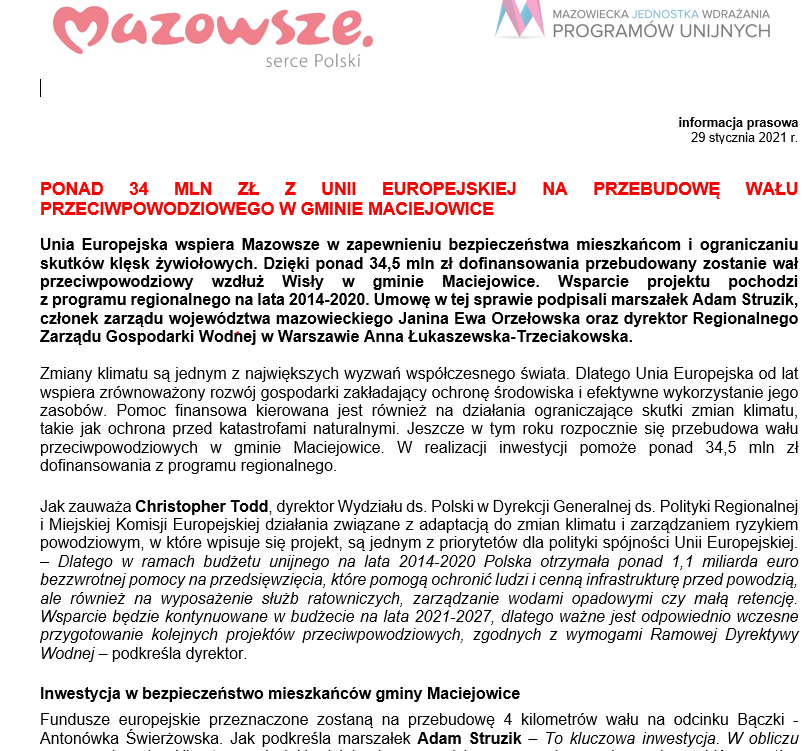 mazowsze.
serce Polski
MAZOWIECKA JEDNOSTKA WDRAŻANIA
PROGRAMÓW UNIJNYCH
informacja prasowa
29 stycznia 2021 r.
PONAD 34 MLN ZŁ Z UNII EUROPEJSKIEJ NA PRZEBUDOWĘ WAŁU
PRZECIWPOWODZIOWEGO W GMINIE MACIEJOWICE
Unia Europejska wspiera Mazowsze w zapewnieniu bezpieczeństwa mieszkańcom i ograniczaniu
skutków klęsk żywiołowych. Dzięki ponad 34,5 mln zł dofinansowania przebudowany zostanie wał
przeciwpowodziowy wzdłuż Wisły w gminie Maciejowice. Wsparcie projektu pochodzi
z programu regionalnego na lata 2014-2020. Umowę w tej sprawie podpisali marszałek Adam Struzik,
członek zarządu województwa mazowieckiego Janina Ewa Orzełowska oraz dyrektor Regionalnego
Zarządu Gospodarki Wodnej w Warszawie Anna Łukaszewska-Trzeciakowska.
Zmiany klimatu są jednym z największych wyzwań współczesnego świata. Dlatego Unia Europejska od lat
wspiera zrównoważony rozwój gospodarki zakładający ochronę środowiska i efektywne wykorzystanie jego
zasobów. Pomoc finansowa kierowana jest również na działania ograniczające skutki zmian klimatu,
takie jak ochrona przed katastrofami naturalnymi. Jeszcze w tym roku rozpocznie się przebudowa wału
przeciwpowodziowych w gminie Maciejowice. W realizacji inwestycji pomoże ponad 34,5 mln zł
dofinansowania z programu regionalnego.
Jak zauważa Christopher Todd, dyrektor Wydziału ds. Polski w Dyrekcji Generalnej ds. Polityki Regionalnej
i Miejskiej Komisji Europejskiej działania związane z adaptacją do zmian klimatu i zarządzaniem ryzykiem
powodziowym, w które wpisuje się projekt, są jednym z priorytetów dla polityki spójności Unii Europejskiej.
– Dlatego w ramach budżetu unijnego na lata 2014-2020 Polska otrzymała ponad 1,1 miliarda euro
bezzwrotnej pomocy na przedsięwzięcia, które pomogą ochronić ludzi i cenną infrastrukturę przed powodzią,
ale również na wyposażenie służb ratowniczych, zarządzanie wodami opadowymi czy małą retencję.
Wsparcie będzie kontynuowane w budżecie na lata 2021-2027, dlatego ważne jest odpowiednio wczesne
przygotowanie kolejnych projektów przeciwpowodziowych, zgodnych z wymogami Ramowej Dyrektywy
Wodnej – podkreśla dyrektor.
Inwestycja w bezpieczeństwo mieszkańców gminy Maciejowice
Fundusze europejskie przeznaczone zostaną na przebudowę 4 kilometrów wału na odcinku Bączki -
Antonówka Świerżowska. Jak podkreśla marszałek Adam Struzik – To kluczowa inwestycja. W obliczu